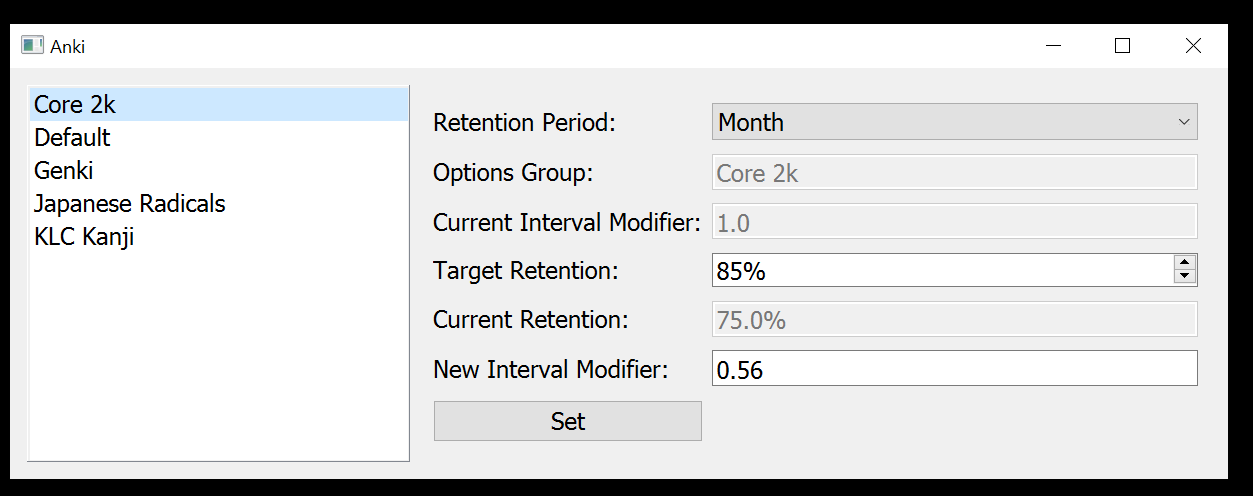 Anki
Core 2k
Default
Genki
Japanese Radicals
KLC Kanji
Retention Period: Month
Options Group: Core 2k
Current Interval Modifier: 1.0
Target Retention: 85%
Current Retention: 75.0%
New Interval Modifier: 0.56
Set